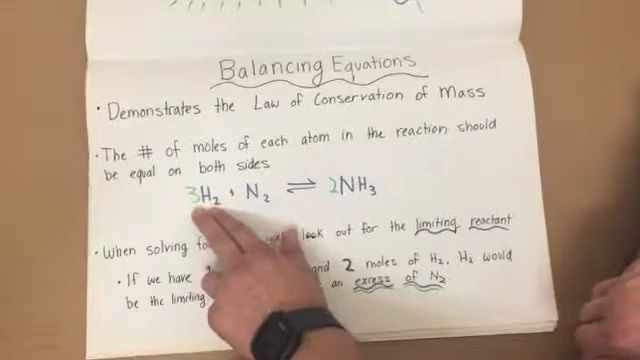 Balancing Equations
• Demonstrates the Law of Conservation of Mass
• The # of moles of each atom in the reaction should
be equal on both sides
3H₂ + N₂ ⇌ 2NH₃
• When solving look out for the limiting reactant
• If we have and 2 moles of H₂, H₂ would
be the limiting an excess of N₂.